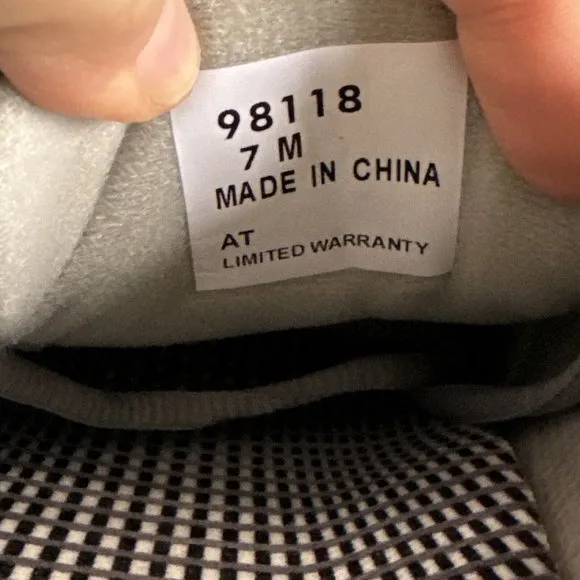 98118
7 M
MADE IN CHINA
AT
LIMITED WARRANTY